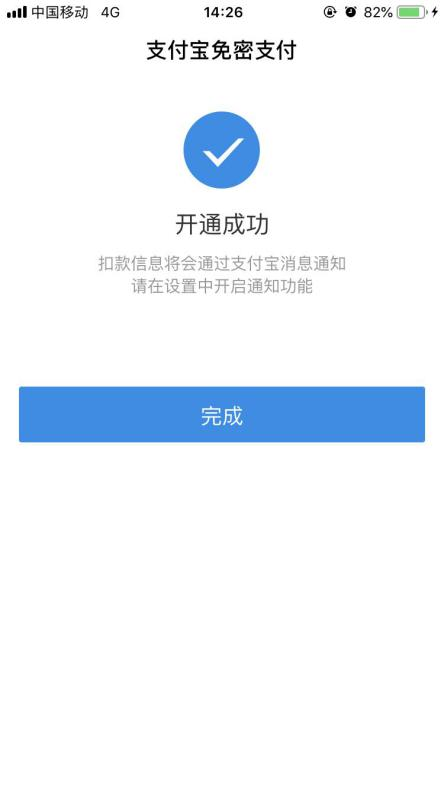 中国移动 4G 14:26 82%
支付宝免密支付
开通成功
扣款信息将会通过支付宝消息通知
请在设置中开启通知功能
完成